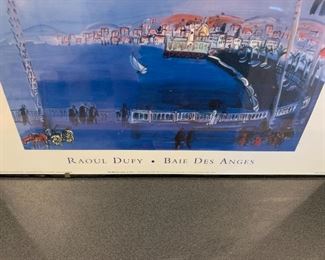 RAOUL DUFY • BAIE DES ANGES